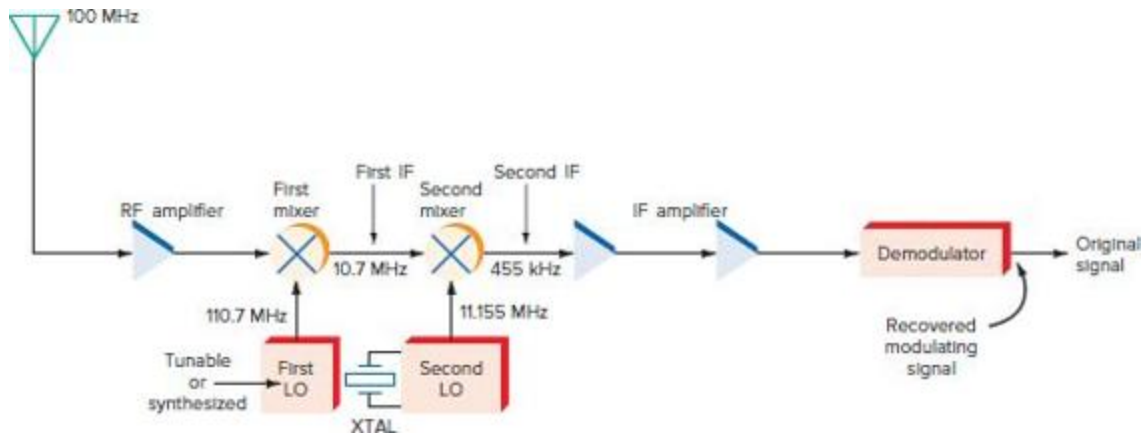 100 MHz
RF amplifier
First
mixer
First IF
Second
mixer
Second IF
IF amplifier
10.7 MHz
455 kHz
Demodulator
Original
signal
110.7 MHz
11.155 MHz
Tunable
or
synthesized
First
LO
XTAL
Second
LO
Recovered
modulating
signal